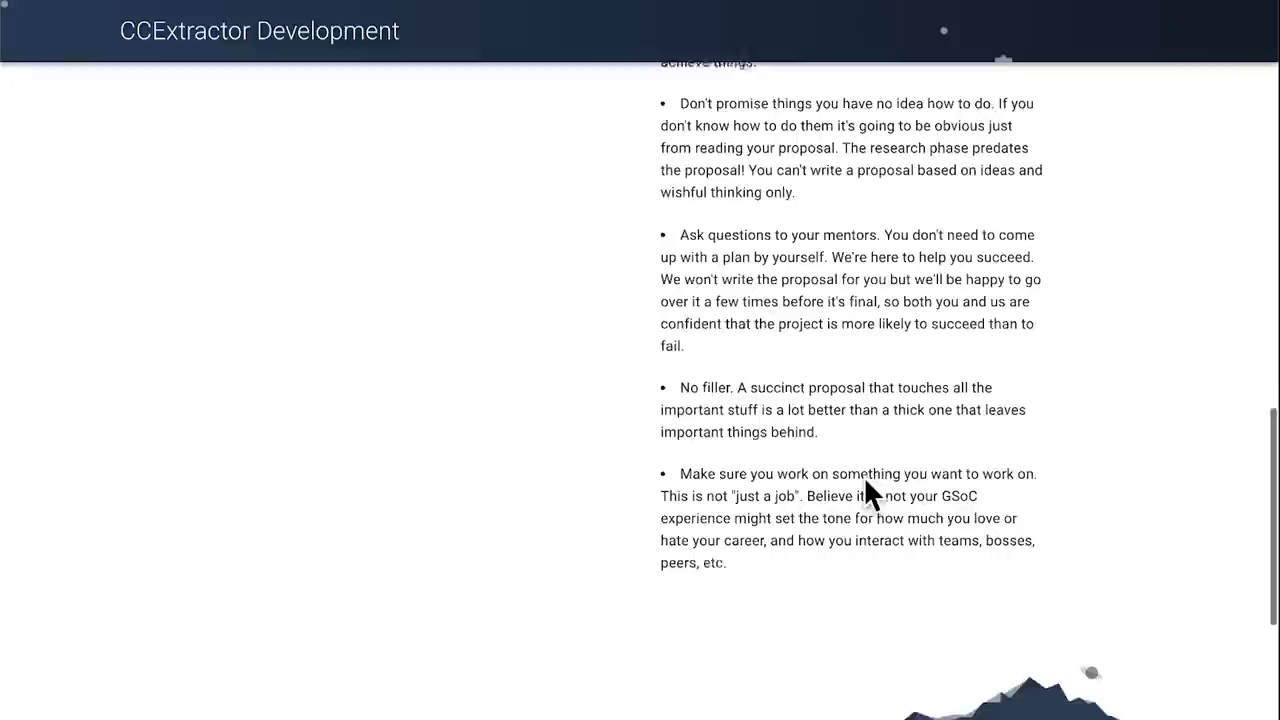 CCExtractor Development
achieve things.
• Don't promise things you have no idea how to do. If you
don't know how to do them it's going to be obvious just
from reading your proposal. The research phase predates
the proposal! You can't write a proposal based on ideas and
wishful thinking only.
• Ask questions to your mentors. You don't need to come
up with a plan by yourself. We're here to help you succeed.
We won't write the proposal for you but we'll be happy to go
over it a few times before it's final, so both you and us are
confident that the project is more likely to succeed than to
fail.
• No filler. A succinct proposal that touches all the
important stuff is a lot better than a thick one that leaves
important things behind.
• Make sure you work on something you want to work on.
This is not "just a job". Believe it not your GSoC
experience might set the tone for how much you love or
hate your career, and how you interact with teams, bosses,
peers, etc.